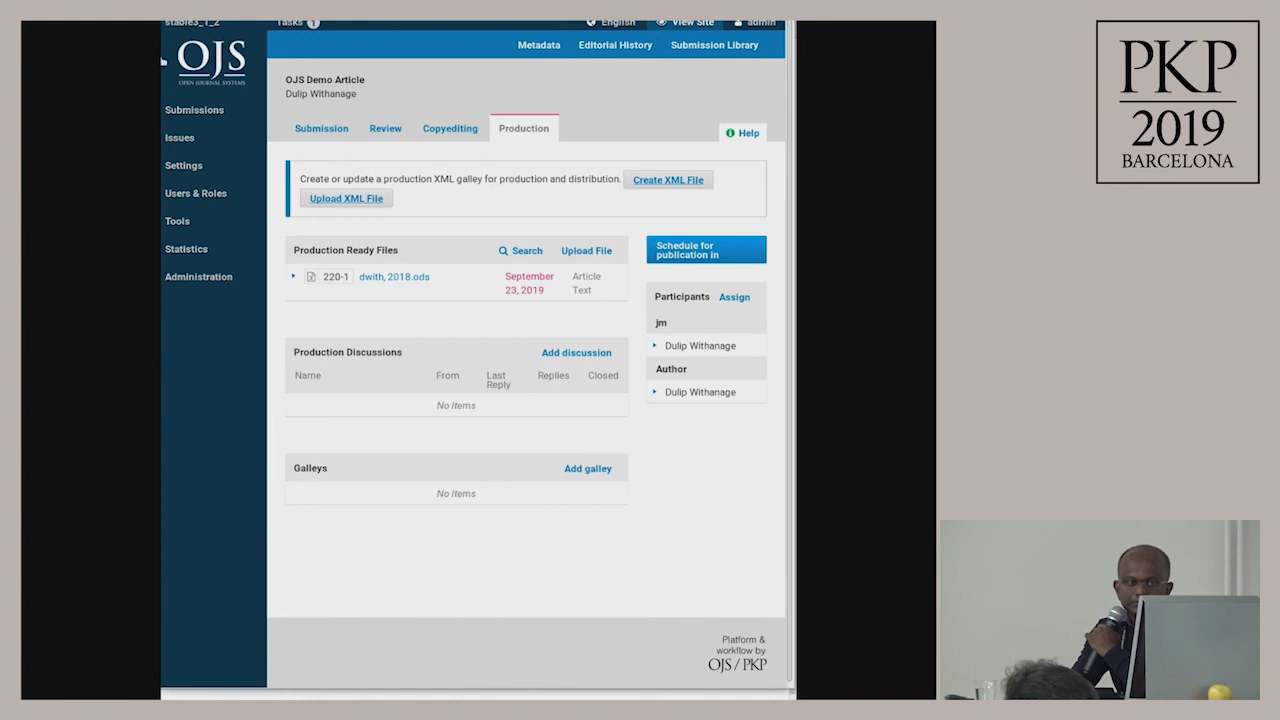 stable3_1_2
Tasks 1
English
View Site
admin
OJS
OPEN JOURNAL SYSTEMS
Metadata
Editorial History
Submission Library
Submissions
Issues
Settings
Users & Roles
Tools
Statistics
Administration
OJS Demo Article
Dulip Withanage
Submission
Review
Copyediting
Production
Help
Create or update a production XML galley for production and distribution. Create XML File
Upload XML File
Production Ready Files
Search
Upload File
220-1 dwith, 2018.ods
September
23, 2019
Article
Text
Production Discussions
Add discussion
Name
From
Last
Reply
Replies
Closed
No Items
Galleys
Add galley
No Items
Schedule for
publication in
Participants
Assign
jm
Dulip Withanage
Author
Dulip Withanage
Platform &
workflow by
OJS / PKP
PKP
2019
BARCELONA